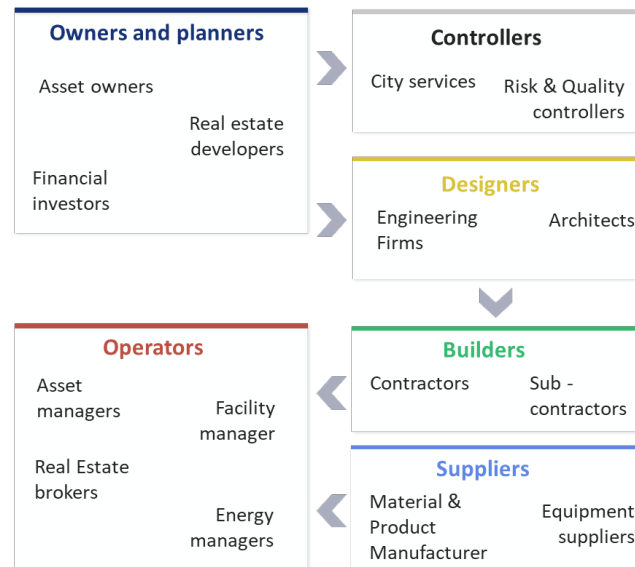 Owners and planners
Asset owners
Real estate
developers
Financial
investors
Controllers
City services
Risk & Quality
controllers
Designers
Engineering
Firms
Architects
Builders
Contractors
Sub -
contractors
Suppliers
Material &
Product
Manufacturer
Equipment
suppliers
Operators
Asset
managers
Facility
manager
Real Estate
brokers
Energy
managers